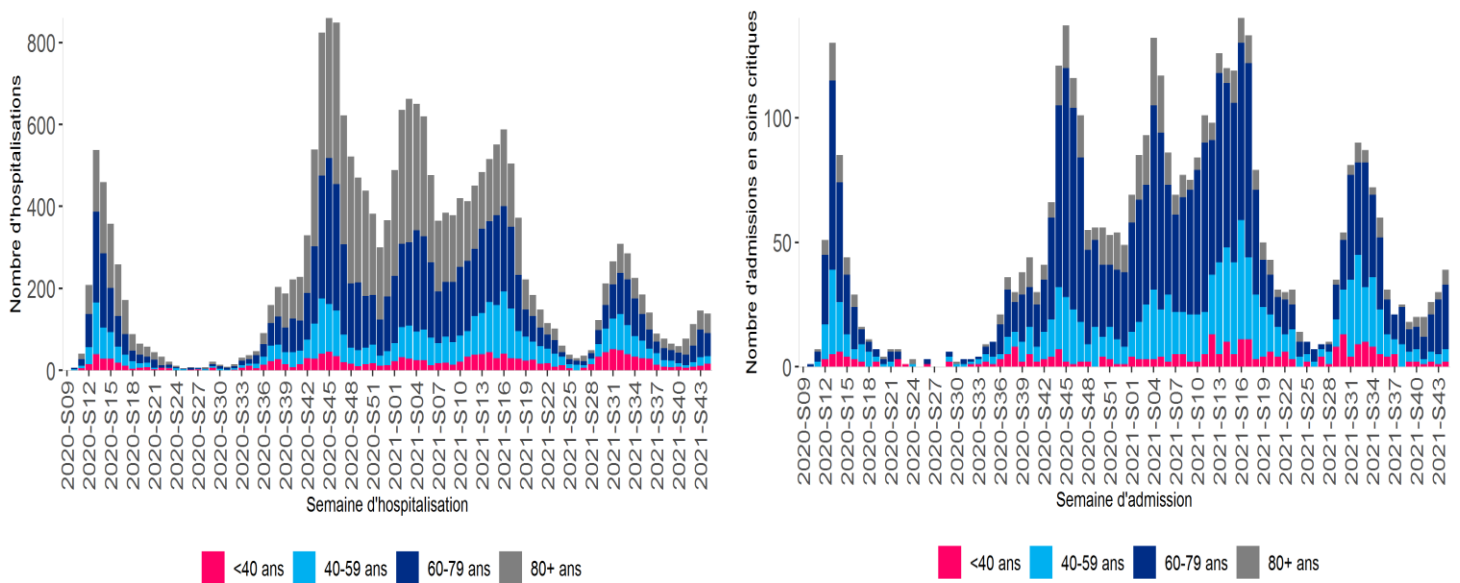 Nombre d'hospitalisations
800
600
400
200
0
2020-S09
2020-S12
2020-S15
2020-S18
2020-S21
2020-S24
2020-S27
2020-S30
2020-S33
2020-S36
2020-S39
2020-S42
2020-S45
2020-S48
2020-S51
2021-S01
2021-S04
2021-S07
2021-S10
2021-S13
2021-S16
2021-S19
2021-S22
2021-S25
2021-S28
2021-S31
2021-S34
2021-S37
2021-S40
2021-S43
Semaine d'hospitalisation
<40 ans 40-59 ans 60-79 ans 80+ ans
Nombre d'admissions en soins critiques
100
50
0
2020-S09
2020-S12
2020-S15
2020-S18
2020-S21
2020-S24
2020-S27
2020-S30
2020-S33
2020-S36
2020-S39
2020-S42
2020-S45
2020-S48
2020-S51
2021-S01
2021-S04
2021-S07
2021-S10
2021-S13
2021-S16
2021-S19
2021-S22
2021-S25
2021-S28
2021-S31
2021-S34
2021-S37
2021-S40
2021-S43
Semaine d'admission
<40 ans 40-59 ans 60-79 ans 80+ ans